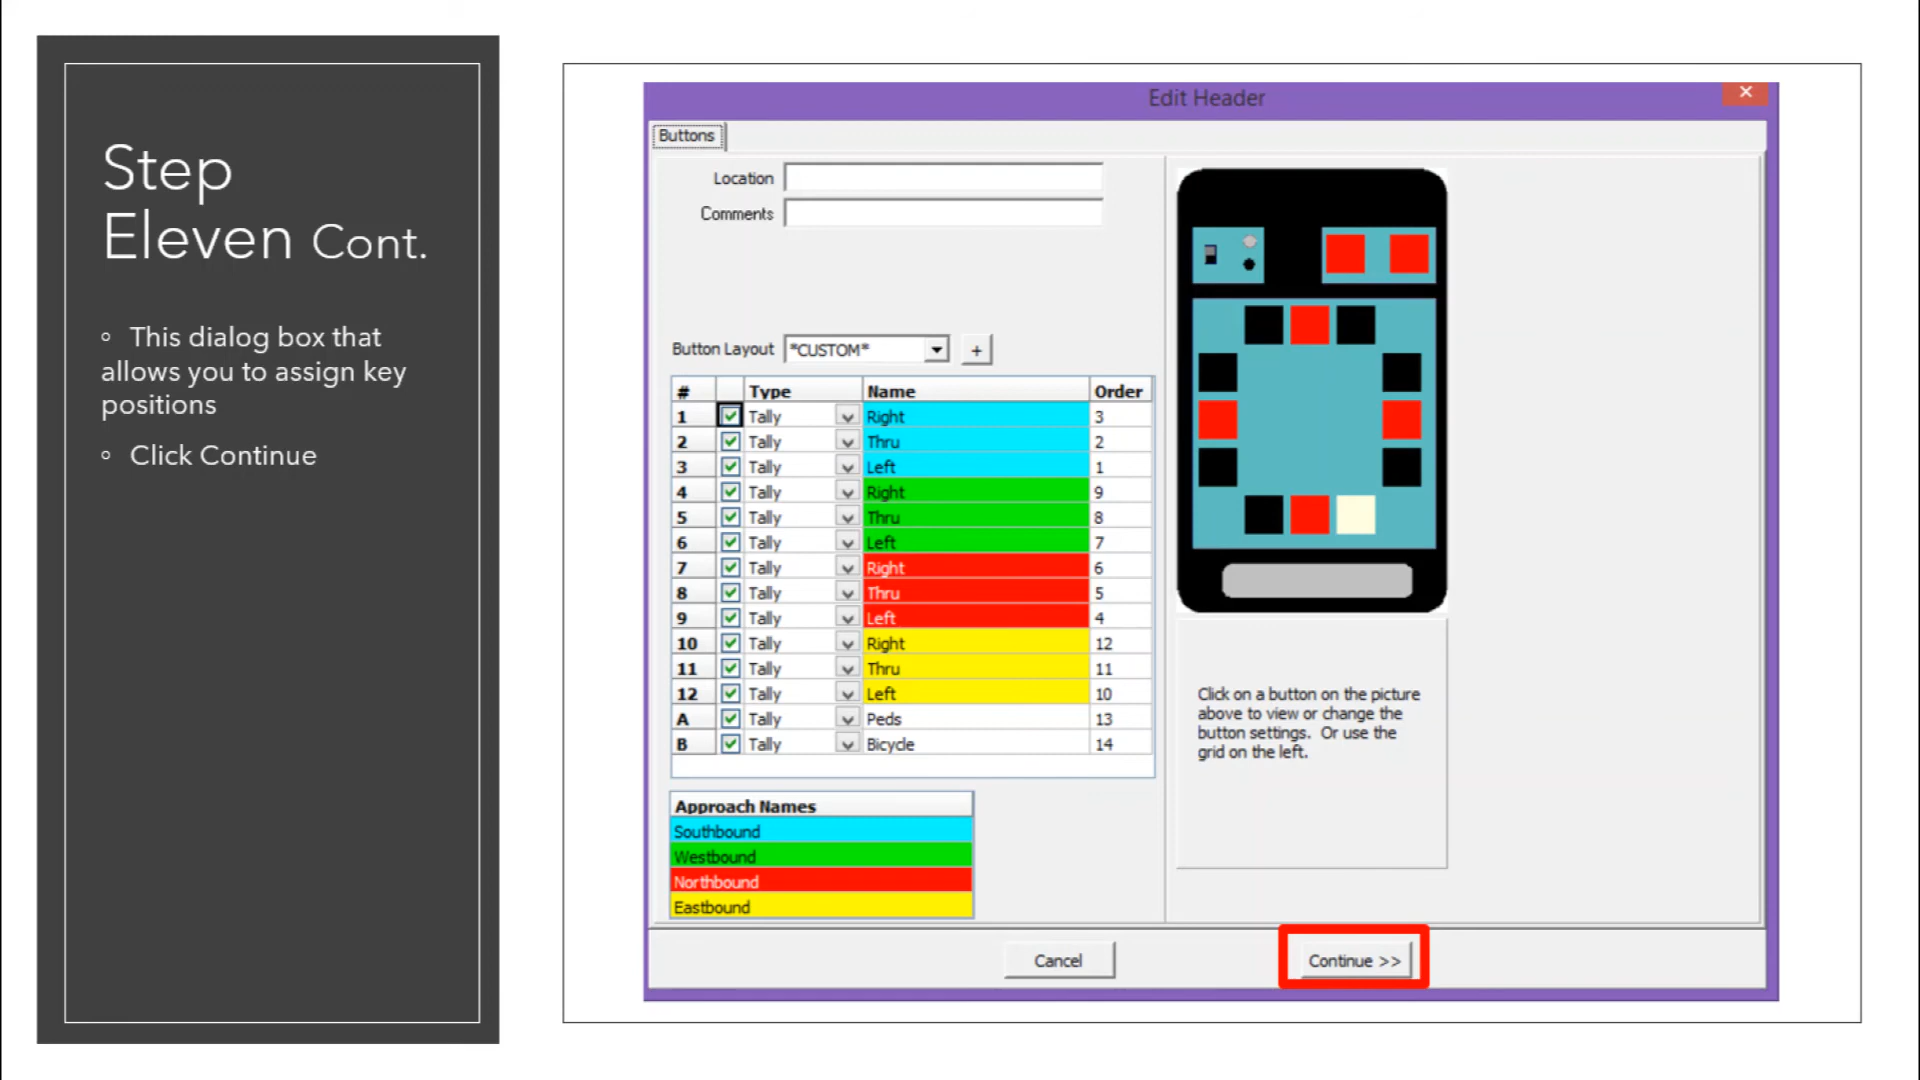 Step
Eleven Cont.
◦ This dialog box that
allows you to assign key
positions
◦ Click Continue
Edit Header
Buttons
Location
Comments
Button Layout *CUSTOM* +
# Type Name Order
1 Tally Right 3
2 Tally Thru 2
3 Tally Left 1
4 Tally Right 9
5 Tally Thru 8
6 Tally Left 7
7 Tally Right 6
8 Tally Thru 5
9 Tally Left 4
10 Tally Right 12
11 Tally Thru 11
12 Tally Left 10
A Tally Peds 13
B Tally Bicycle 14
Approach Names
Southbound
Westbound
Northbound
Eastbound
Click on a button on the picture
above to view or change the
button settings. Or use the
grid on the left.
Cancel
Continue >>